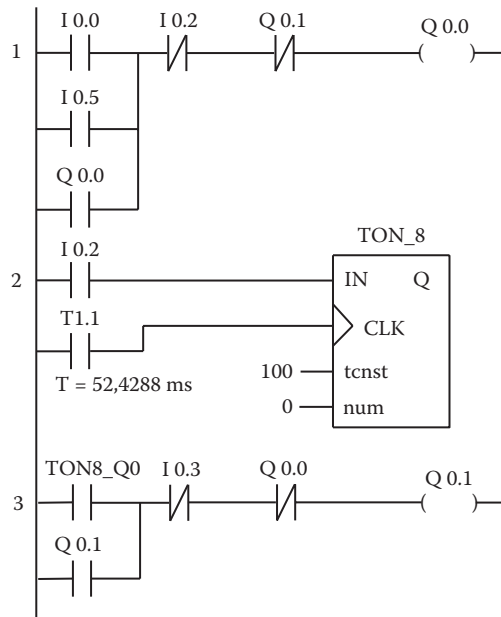 I 0.0 I 0.2 Q 0.1 Q 0.0
1
I 0.5
Q 0.0
I 0.2 TON_8
2 IN Q
T1.1 CLK
T = 52,4288 ms 100 tcnst
0 num
TON8_Q0 I 0.3 Q 0.0 Q 0.1
3
Q 0.1